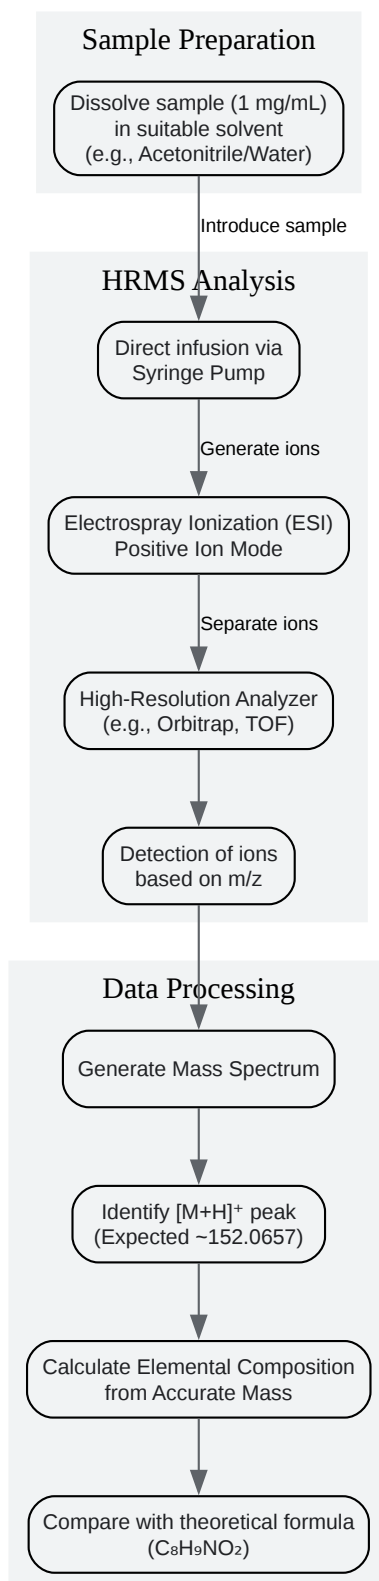 Sample Preparation
Dissolve sample (1 mg/mL)
in suitable solvent
(e.g., Acetonitrile/Water)
Introduce sample
HRMS Analysis
Direct infusion via
Syringe Pump
Generate ions
Electrospray Ionization (ESI)
Positive Ion Mode
Separate ions
High-Resolution Analyzer
(e.g., Orbitrap, TOF)
Detection of ions
based on m/z
Data Processing
Generate Mass Spectrum
Identify [M+H]⁺ peak
(Expected ~152.0657)
Calculate Elemental Composition
from Accurate Mass
Compare with theoretical formula
(C₈H₉NO₂)